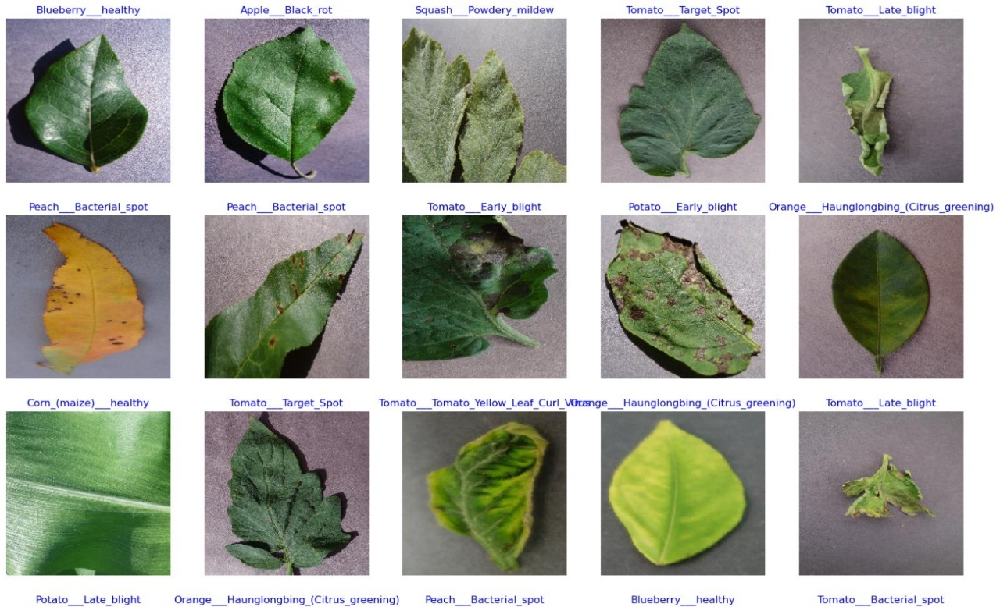 Blueberry___healthy
Apple___Black_rot
Squash___Powdery_mildew
Tomato___Target_Spot
Tomato___Late_blight
Peach___Bacterial_spot
Peach___Bacterial_spot
Tomato___Early_blight
Potato___Early_blight
Orange___Haunglongbing_(Citrus_greening)
Corn_(maize)___healthy
Tomato___Target_Spot
Tomato___Tomato_Yellow_Leaf_Curl_Virus
Orange___Haunglongbing_(Citrus_greening)
Tomato___Late_blight
Potato___Late_blight
Orange___Haunglongbing_(Citrus_greening)
Peach___Bacterial_spot
Blueberry___healthy
Tomato___Bacterial_spot